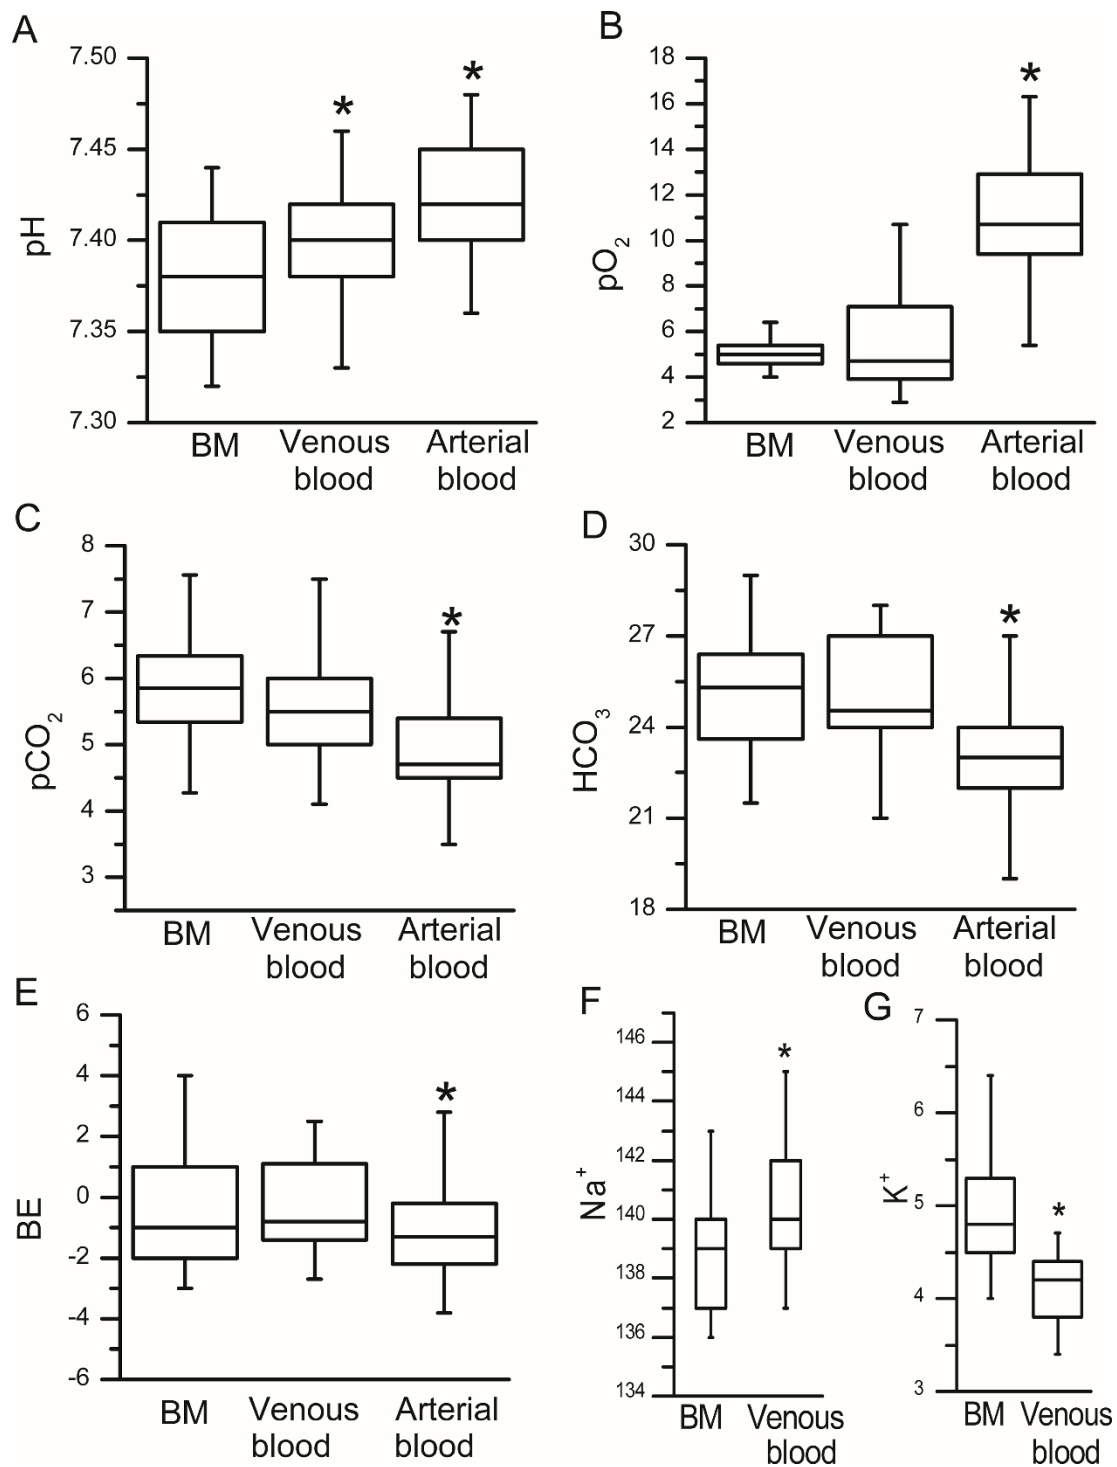 A
7.50
7.45
7.40
7.35
7.30
pH
*
*
BM
Venous blood
Arterial blood
B
18
16
14
12
10
8
6
4
2
pO2
*
BM
Venous blood
Arterial blood
C
8
7
6
5
4
3
pCO2
*
BM
Venous blood
Arterial blood
D
30
27
24
21
18
HCO3
*
BM
Venous blood
Arterial blood
E
6
4
2
0
-2
-4
-6
BE
*
BM
Venous blood
Arterial blood
F
146
144
142
140
138
136
134
Na+
*
BM
Venous blood
G
7
6
5
4
3
K+
*
BM
Venous blood